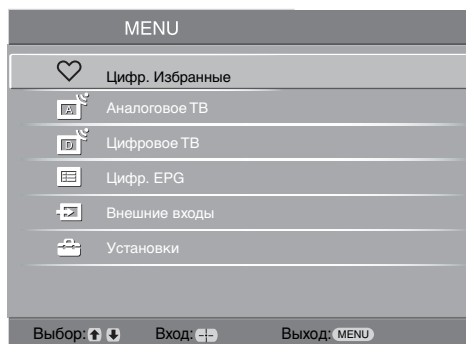 MENU
Цифр. Избранные
A Аналоговое ТВ
D Цифровое ТВ
Цифр. EPG
Внешние входы
Установки
Выбор: Вход: Выход: MENU